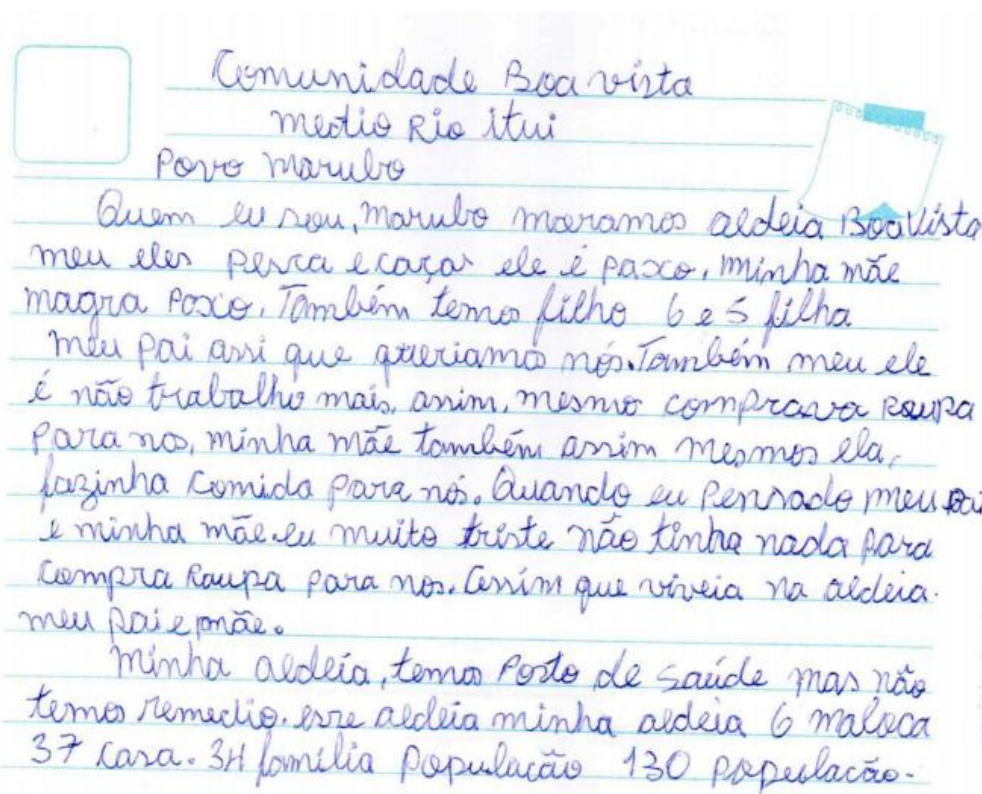 Comunidade Boa vista
medio Rio itui
Povo Marubo
Quem eu sou, Marubo moramos aldeia Boa Vista
meu eles pesca e caça ele é paxo. minha mãe
magra Poxo. Também temos filho 6 e 5 filha
meu pai assi que queriamos nós. Também meu ele
é não trabalho mais, assim, mesmo comprava Roupa
para nos, minha mãe também assim mesmos ela,
fazinha comida para nós. Quando eu Pensado meu pai
e minha mãe eu muito triste não tinha nada para
compra Roupa para nos. Assim que viveia na aldeia.
meu pai e mãe.
Minha aldeia, temos Posto de Saúde mas não
temos remedio. esse aldeia minha aldeia 6 maloca
37 casa. 34 família População 130 população.